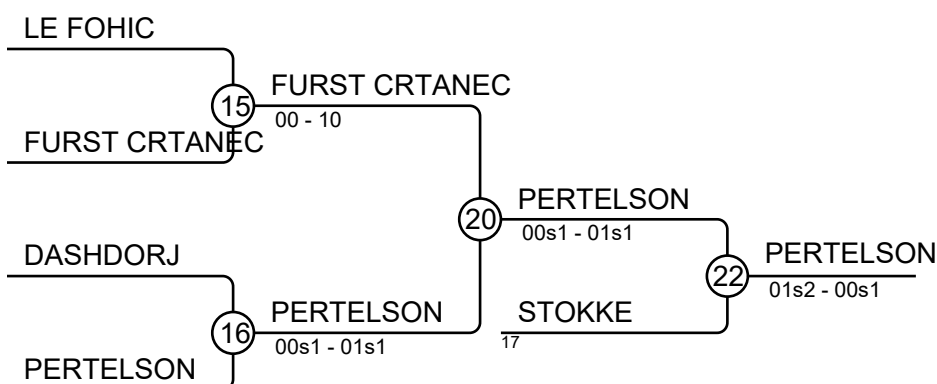 LE FOHIC
15
FURST CRTANEC
00 - 10
FURST CRTANEC
20
PERTELSON
00s1 - 01s1
DASHDORJ
22
PERTELSON
01s2 - 00s1
16
PERTELSON
00s1 - 01s1
STOKKE
17
PERTELSON